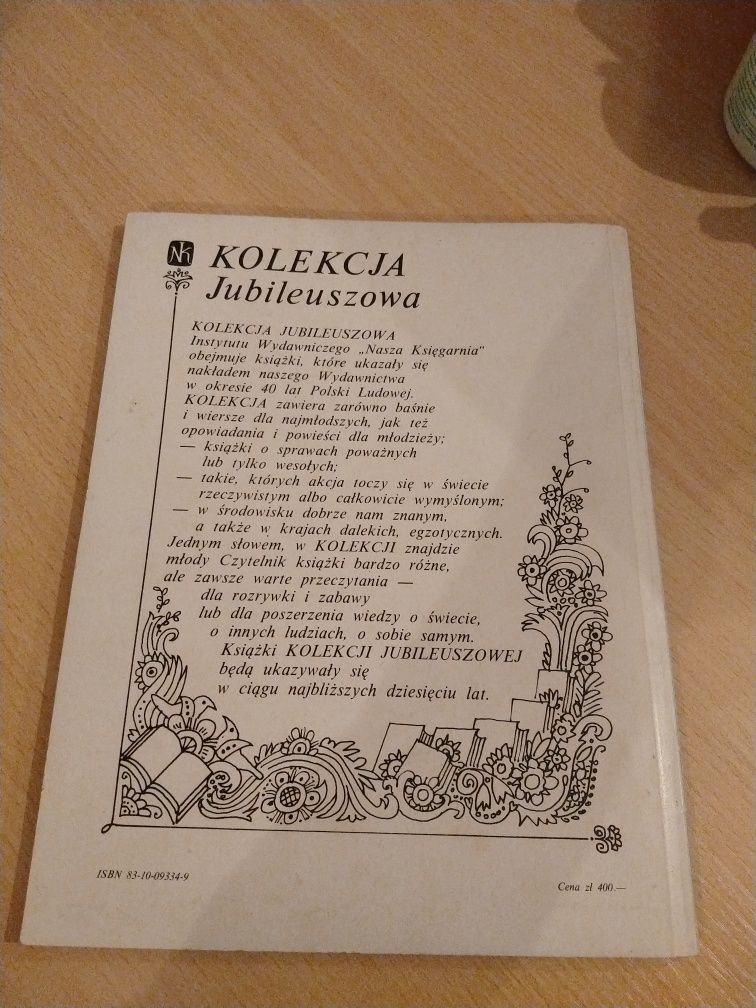 NK
KOLEKCJA
Jubileuszowa
KOLEKCJA JUBILEUSZOWA
Instytutu Wydawniczego „Nasza Księgarnia“
obejmuje książki, które ukazały się
nakładem naszego Wydawnictwa
w okresie 40 lat Polski Ludowej.
KOLEKCJA zawiera zarówno baśnie
i wiersze dla najmłodszych, jak też
opowiadania i powieści dla młodzieży;
— książki o sprawach poważnych
lub tylko wesołych;
— takie, których akcja toczy się w świecie
rzeczywistym albo całkowicie wymyślonym;
— w środowisku dobrze nam znanym,
a także w krajach dalekich, egzotycznych.
Jednym słowem, w KOLEKCJI znajdzie
młody Czytelnik książki bardzo różne,
ale zawsze warte przeczytania —
dla rozrywki i zabawy
lub dla poszerzenia wiedzy o świecie,
o innych ludziach, o sobie samym.
Książki KOLEKCJI JUBILEUSZOWEJ
będą ukazywały się
w ciągu najbliższych dziesięciu lat.
ISBN 83-10-09334-9
Cena zł 400.—